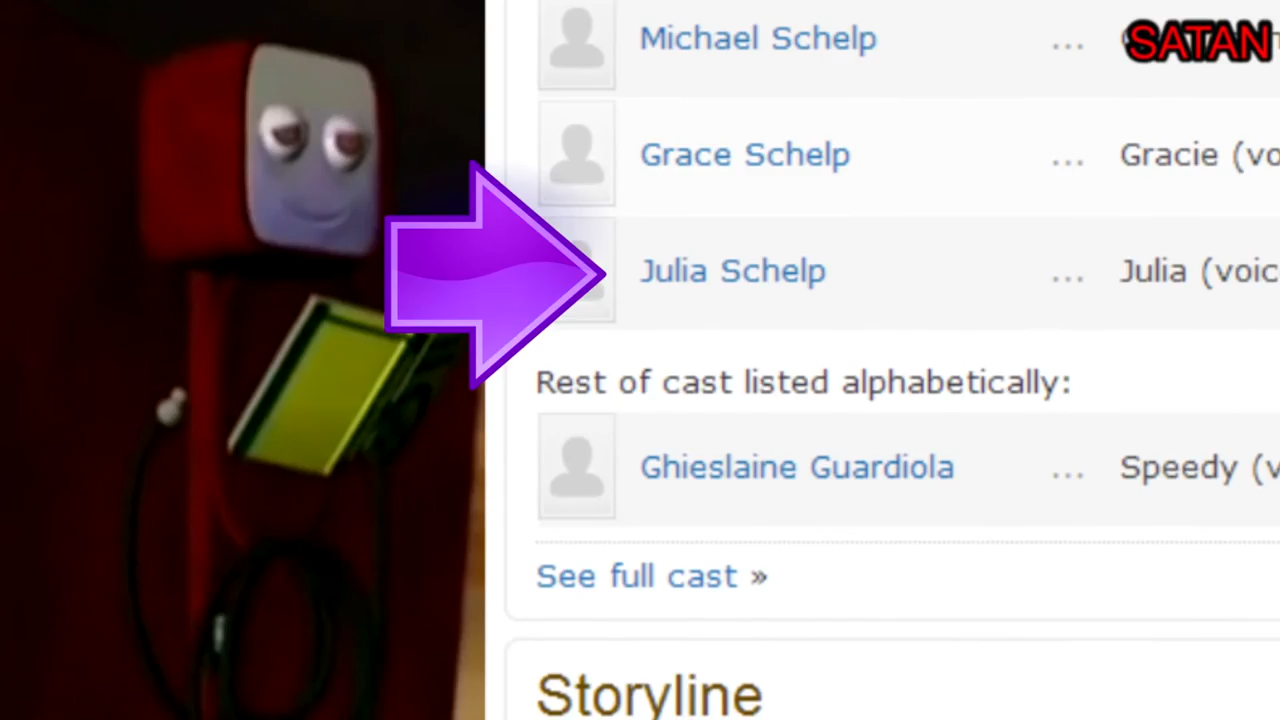 Michael Schelp ... SATAN
Grace Schelp ... Gracie (vo
Julia Schelp ... Julia (voic
Rest of cast listed alphabetically:
Ghieslaine Guardiola ... Speedy (v
See full cast »
Storyline